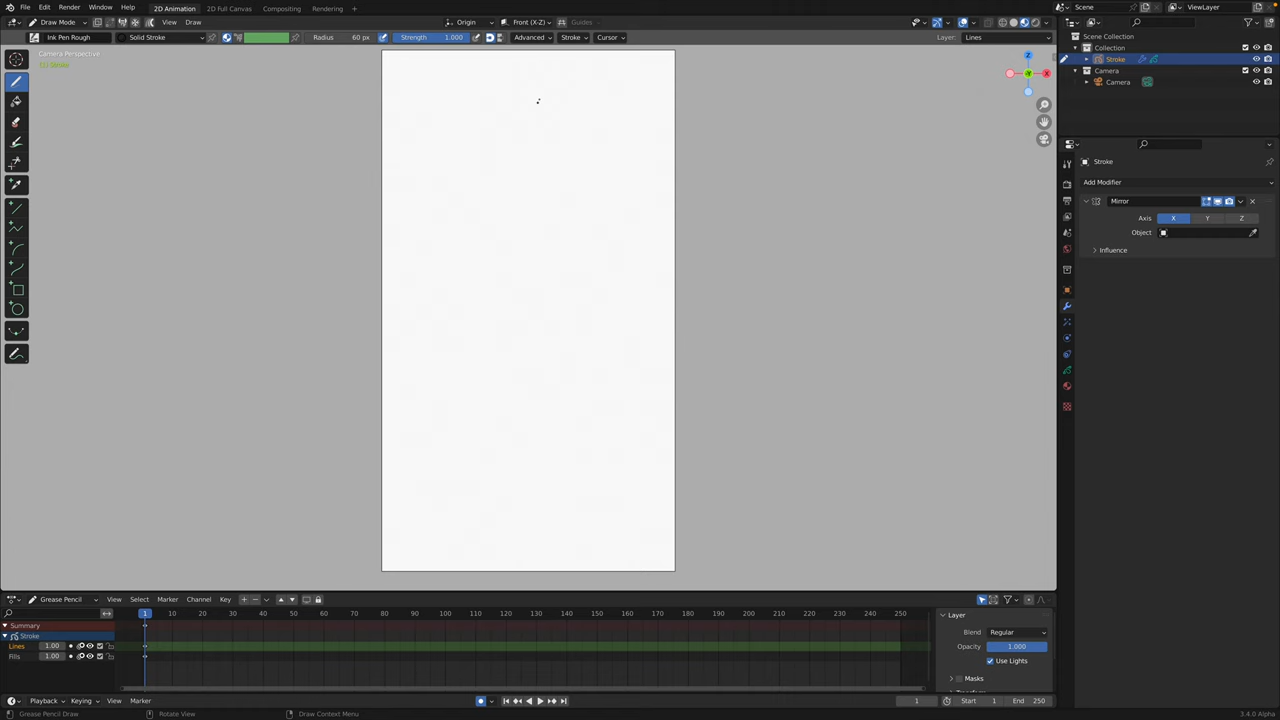 File Edit Render Window Help 2D Animation 2D Full Canvas Compositing Rendering + Scene ViewLayer
Draw Mode View Draw Origin Front (X-Z) Guides
Ink Pen Rough Solid Stroke Radius 60 px Strength 1.000 Advanced Stroke Cursor Layer: Lines
Camera Perspective
(1) Stroke
Z
X
-Y
Scene Collection
Collection
Stroke
Camera
Camera
Stroke
Add Modifier
Mirror
Axis X Y Z
Object
Influence
Grease Pencil View Select Marker Channel Key
1 10 20 30 40 50 60 70 80 90 100 110 120 130 140 150 160 170 180 190 200 210 220 230 240 250
Summary
Stroke
Lines 1.00
Fills 1.00
Layer
Blend Regular
Opacity 1.000
Use Lights
Masks
Playback Keying View Marker 1 Start 1 End 250
Grease Pencil Draw Rotate View Draw Context Menu 3.4.0 Alpha